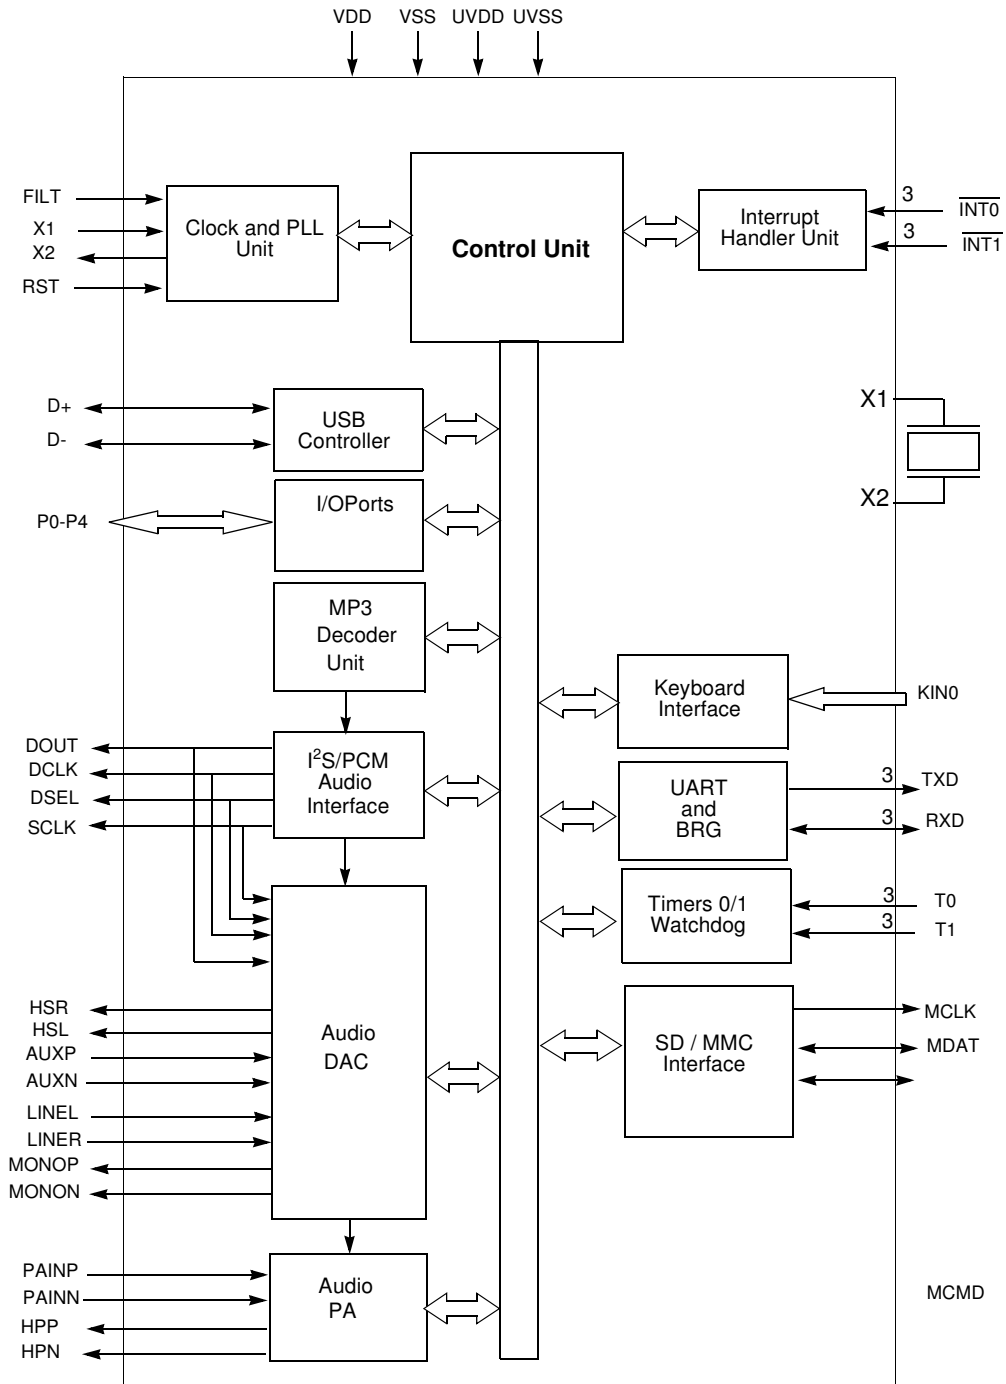 VDD VSS UVDD UVSS
FILT
X1
X2
RST
Clock and PLL
Unit
Control Unit
Interrupt
Handler Unit
3
INT0
3
INT1
D+
D-
USB
Controller
X1
X2
P0-P4
I/OPorts
MP3
Decoder
Unit
Keyboard
Interface
KIN0
DOUT
DCLK
DSEL
SCLK
I²S/PCM
Audio
Interface
UART
and
BRG
3
TXD
3
RXD
Timers 0/1
Watchdog
3
T0
3
T1
HSR
HSL
AUXP
AUXN
LINEL
LINER
MONOP
MONON
Audio
DAC
SD / MMC
Interface
MCLK
MDAT
PAINP
PAINN
HPP
HPN
Audio
PA
MCMD